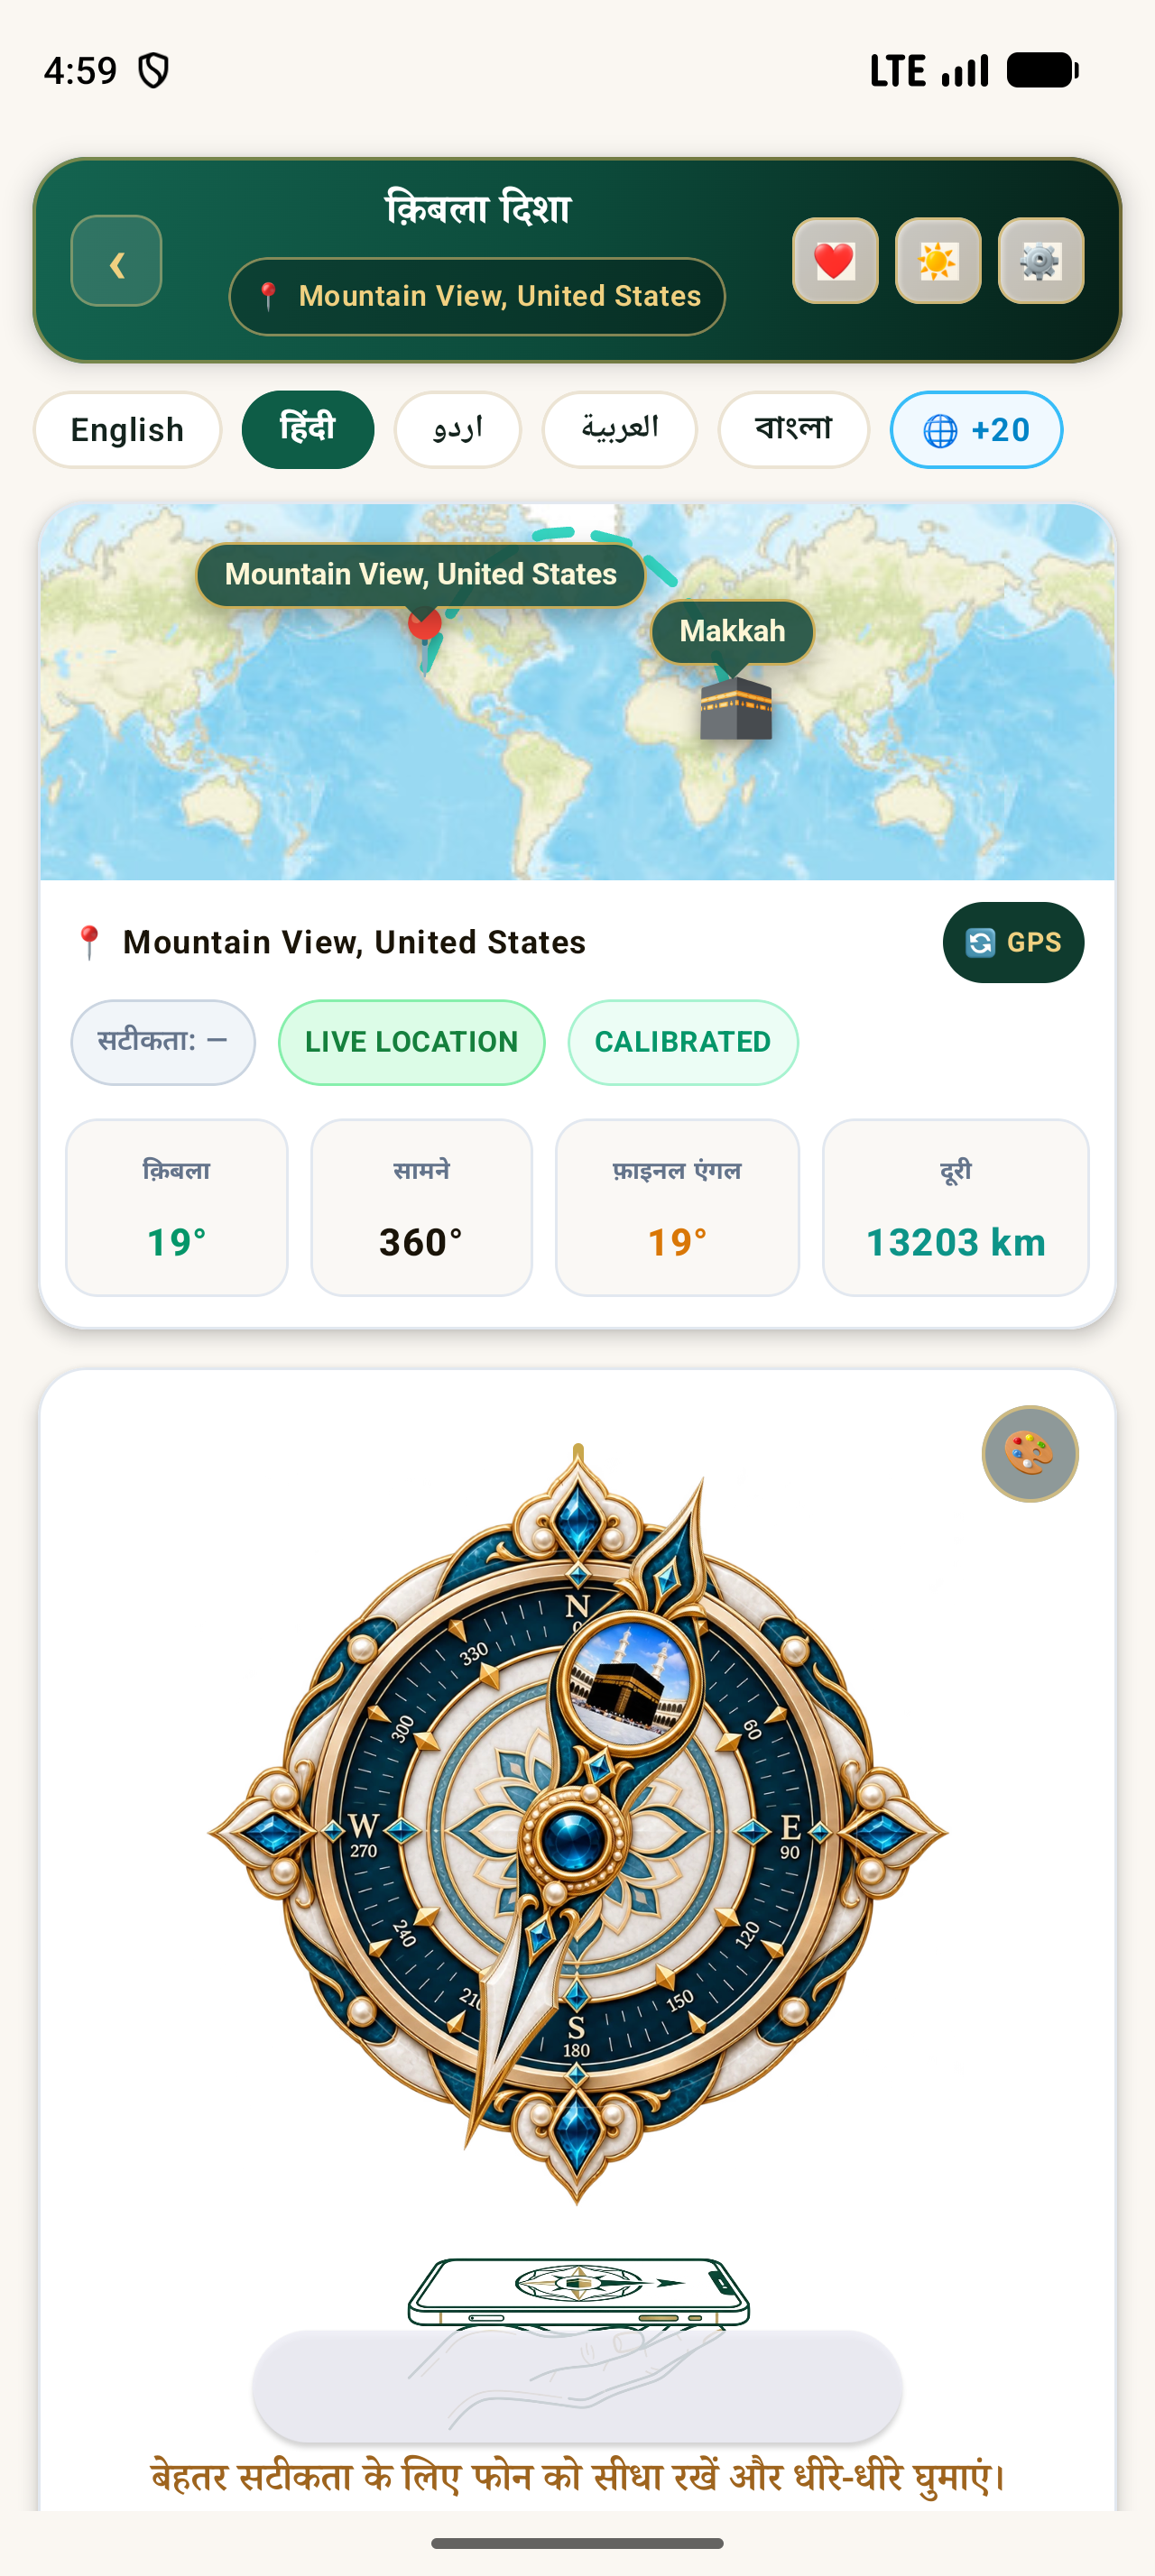 4:59
LTE
क़िबला दिशा
Mountain View, United States
English
हिंदी
اردو
العربية
বাংলা
+20
Mountain View, United States
Makkah
Mountain View, United States
GPS
सटीकता: —
LIVE LOCATION
CALIBRATED
क़िबला
सामने
फ़ाइनल एंगल
दूरी
19°
360°
19°
13203 km
N
330
300
60
W
270
E
90
240
120
210
150
S
180
बेहतर सटीकता के लिए फोन को सीधा रखें और धीरे-धीरे घुमाएं।